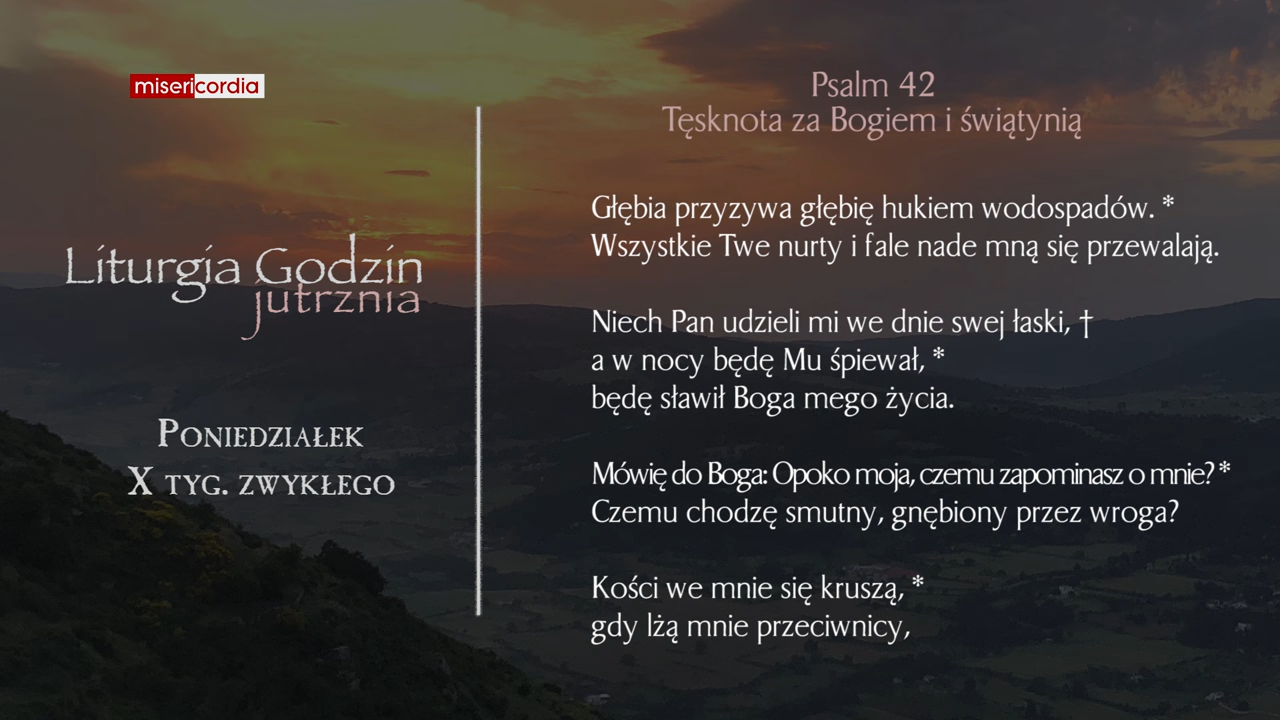 misericordia
Liturgia Godzin
jutrznia
Poniedziałek
X tyg. zwykłego
Psalm 42
Tęsknota za Bogiem i świątynią
Głębia przyzywa głębię hukiem wodospadów. *
Wszystkie Twe nurty i fale nade mną się przewalają.
Niech Pan udzieli mi we dnie swej łaski, †
a w nocy będę Mu śpiewał, *
będę sławił Boga mego życia.
Mówię do Boga: Opoko moja, czemu zapominasz o mnie? *
Czemu chodzę smutny, gnębiony przez wroga?
Kości we mnie się kruszą, *
gdy lżą mnie przeciwnicy,